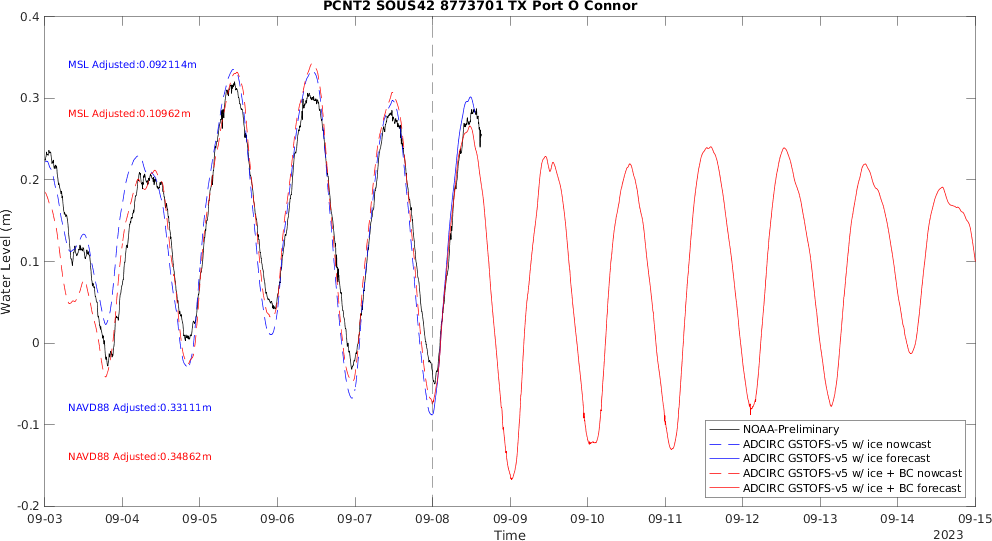 PCNT2 SOUS42 8773701 TX Port O Connor
0.4
0.3
0.2
0.1
0
-0.1
-0.2
Water Level (m)
MSL Adjusted:0.092114m
MSL Adjusted:0.10962m
NAVD88 Adjusted:0.33111m
NAVD88 Adjusted:0.34862m
NOAA-Preliminary
ADCIRC GSTOFS-v5 w/ ice nowcast
ADCIRC GSTOFS-v5 w/ ice forecast
ADCIRC GSTOFS-v5 w/ ice + BC nowcast
ADCIRC GSTOFS-v5 w/ ice + BC forecast
09-03 09-04 09-05 09-06 09-07 09-08 09-09 09-10 09-11 09-12 09-13 09-14 09-15
Time
2023